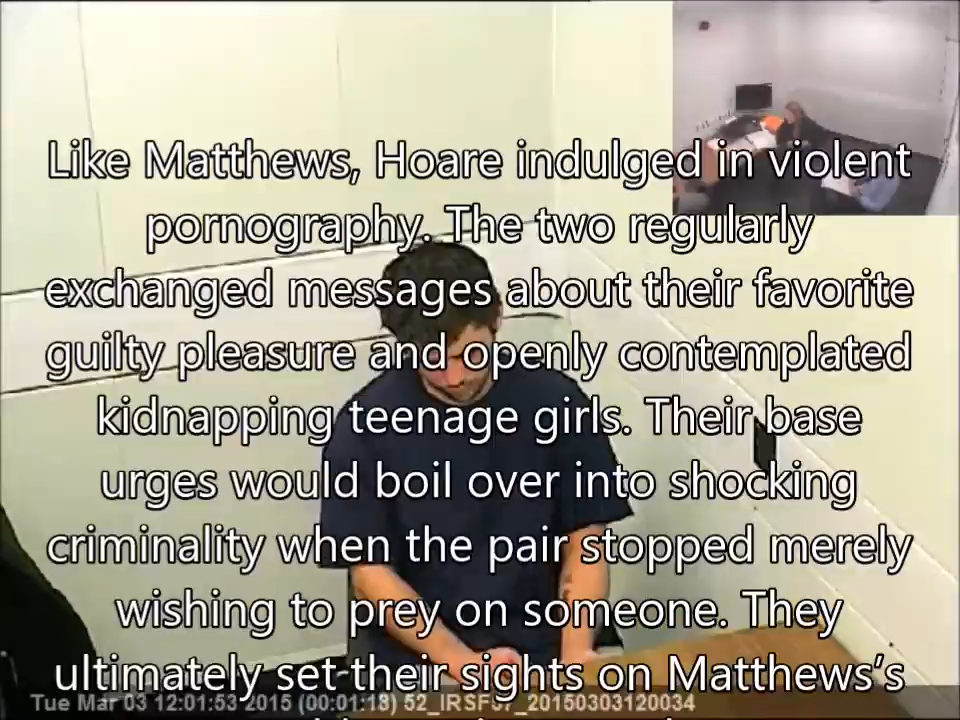 Like Matthews, Hoare indulged in violent
pornography. The two regularly
exchanged messages about their favorite
guilty pleasure and openly contemplated
kidnapping teenage girls. Their base
urges would boil over into shocking
criminality when the pair stopped merely
wishing to prey on someone. They
ultimately set their sights on Matthews’s
Tue Mar 03 12:01:53 2015 (00:01:18) 52_IRSF37_20150303120034